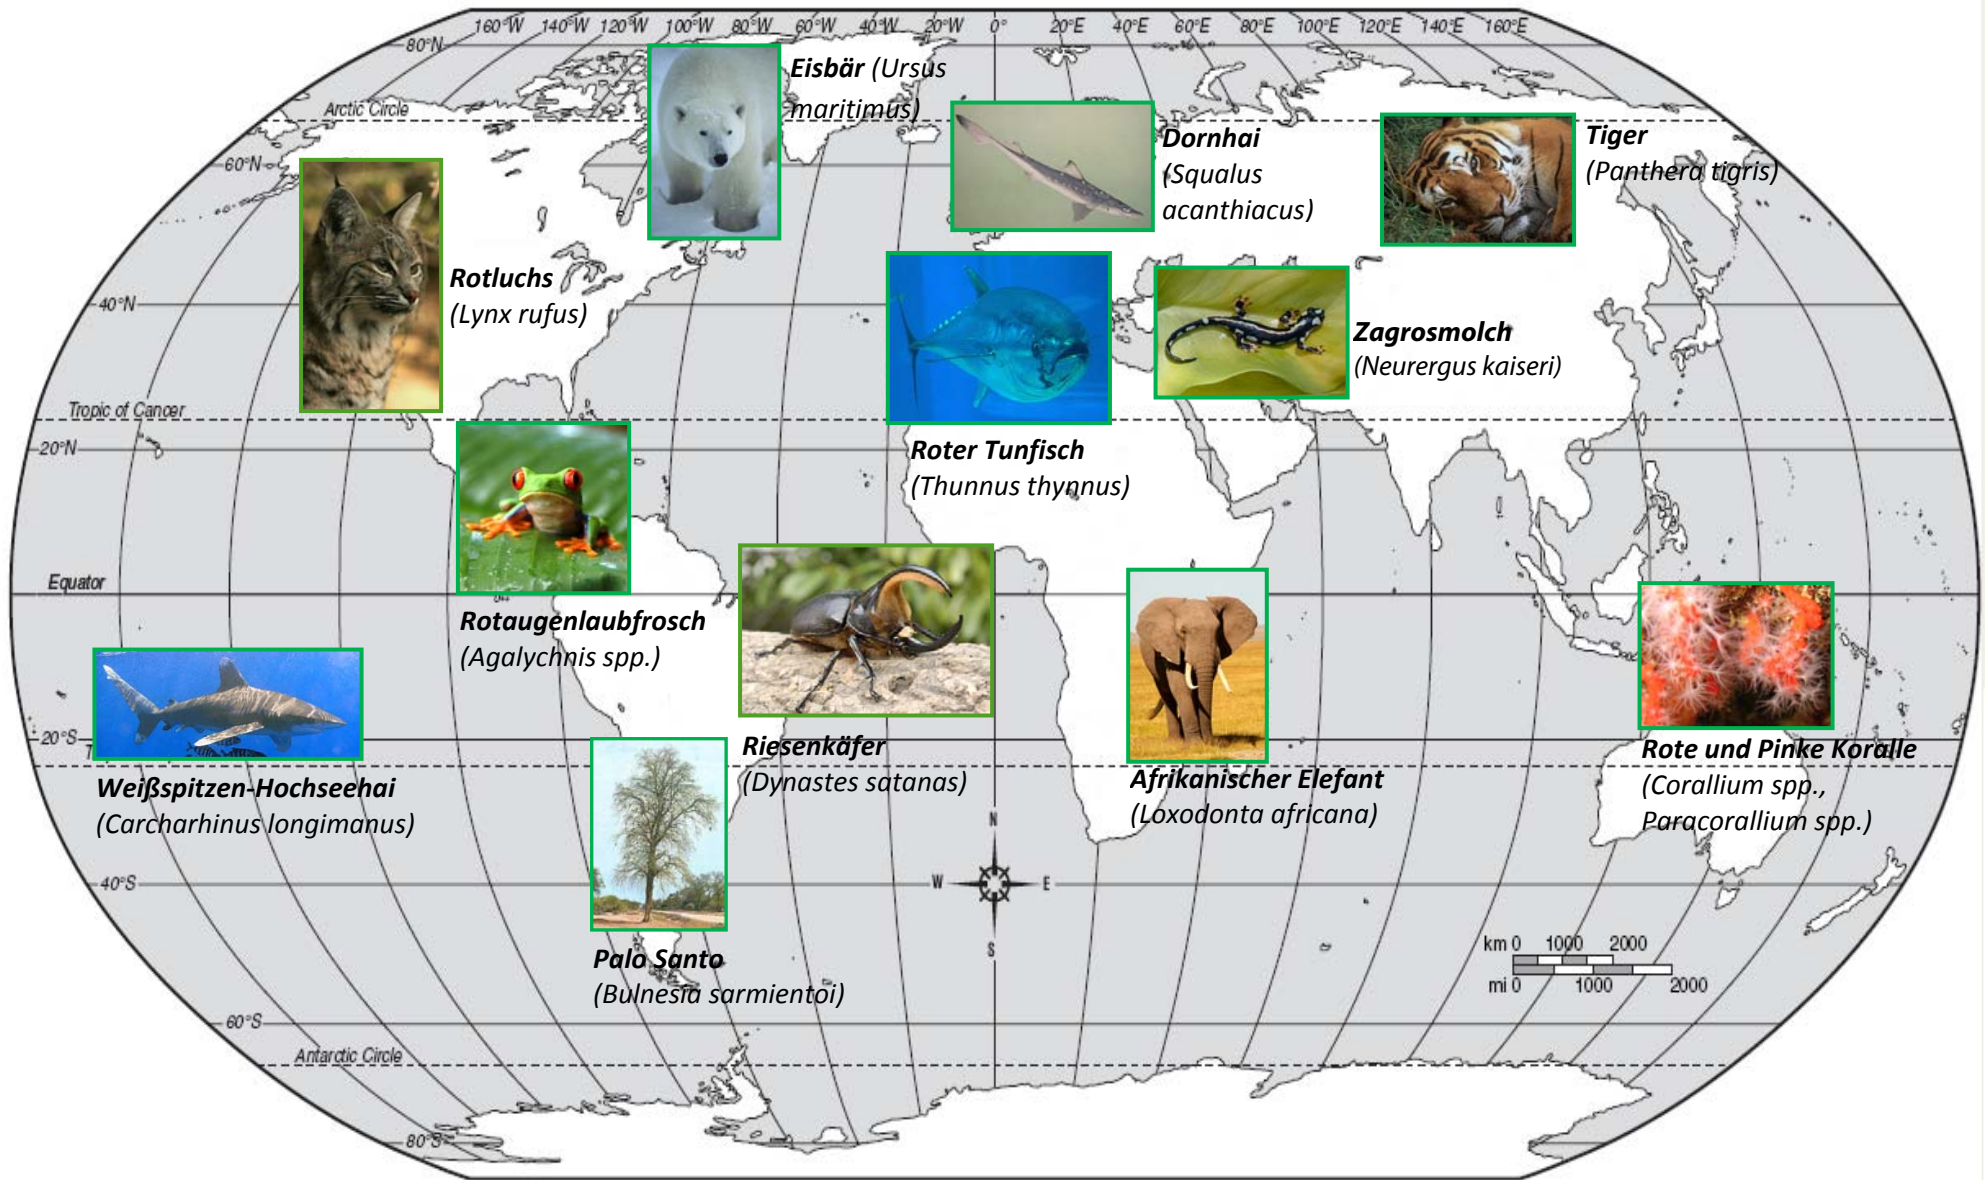 160°W 140°W 120°W 100°W 80°W 60°W 40°W 20°W 0° 20°E 40°E 60°E 80°E 100°E 120°E 140°E 160°E
80°N
Eisbär (Ursus
maritimus)
Arctic Circle
Dornhai
(Squalus
acanthiacus)
Tiger
(Panthera tigris)
60°N
Rotluchs
(Lynx rufus)
40°N
Zagrosmolch
(Neurergus kaiseri)
Tropic of Cancer
20°N
Roter Tunfisch
(Thunnus thynnus)
Equator
Rotaugenlaubfrosch
(Agalychnis spp.)
20°S
T
Weißspitzen-Hochseehai
(Carcharhinus longimanus)
Riesenkäfer
(Dynastes satanas)
Afrikanischer Elefant
(Loxodonta africana)
Rote und Pinke Koralle
(Corallium spp.,
Paracorallium spp.)
N
W E
S
40°S
Palo Santo
(Bulnesia sarmientoi)
km 0 1000 2000
mi 0 1000 2000
60°S
Antarctic Circle
80°S